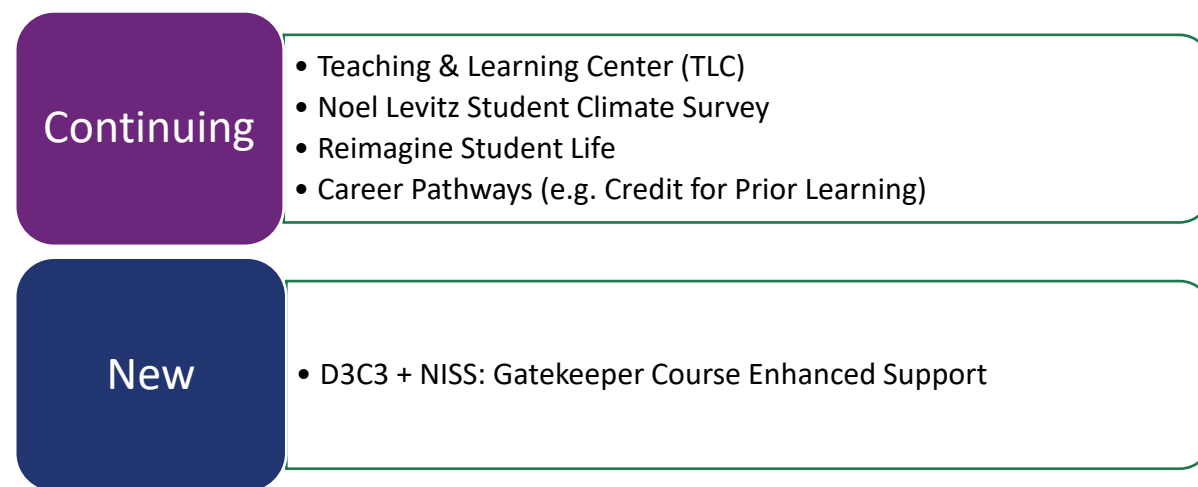 Continuing
• Teaching & Learning Center (TLC)
• Noel Levitz Student Climate Survey
• Reimagine Student Life
• Career Pathways (e.g. Credit for Prior Learning)
New
• D3C3 + NISS: Gatekeeper Course Enhanced Support